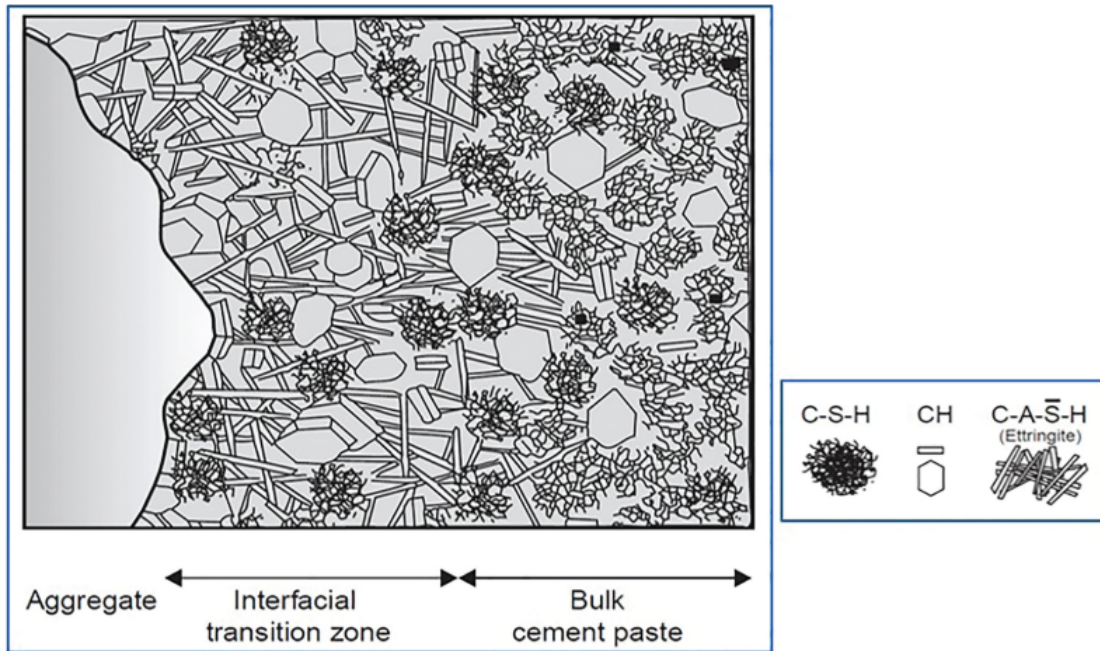 Aggregate
Interfacial
transition zone
Bulk
cement paste
C-S-H
CH
C-A-S̅-H
(Ettringite)